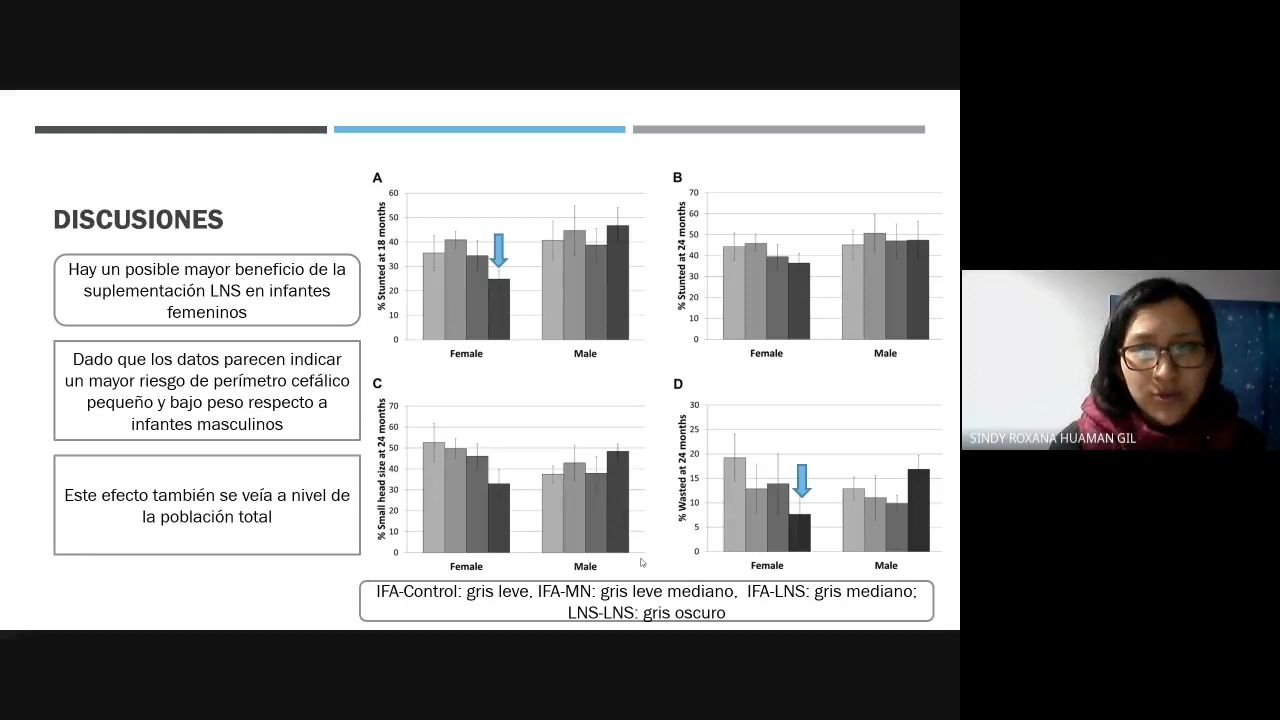 DISCUSIONES
Hay un posible mayor beneficio de la
suplementación LNS en infantes
femeninos
Dado que los datos parecen indicar
un mayor riesgo de perímetro cefálico
pequeño y bajo peso respecto a
infantes masculinos
Este efecto también se veía a nivel de
la población total
A
% Stunted at 18 months
60
50
40
30
20
10
0
Female
Male
B
% Stunted at 24 months
70
60
50
40
30
20
10
0
Female
Male
C
% Small head size at 24 months
70
60
50
40
30
20
10
0
Female
Male
D
% Wasted at 24 months
30
25
20
15
10
5
0
Female
Male
IFA-Control: gris leve, IFA-MN: gris leve mediano, IFA-LNS: gris mediano;
LNS-LNS: gris oscuro
SINDY ROXANA HUAMAN GIL